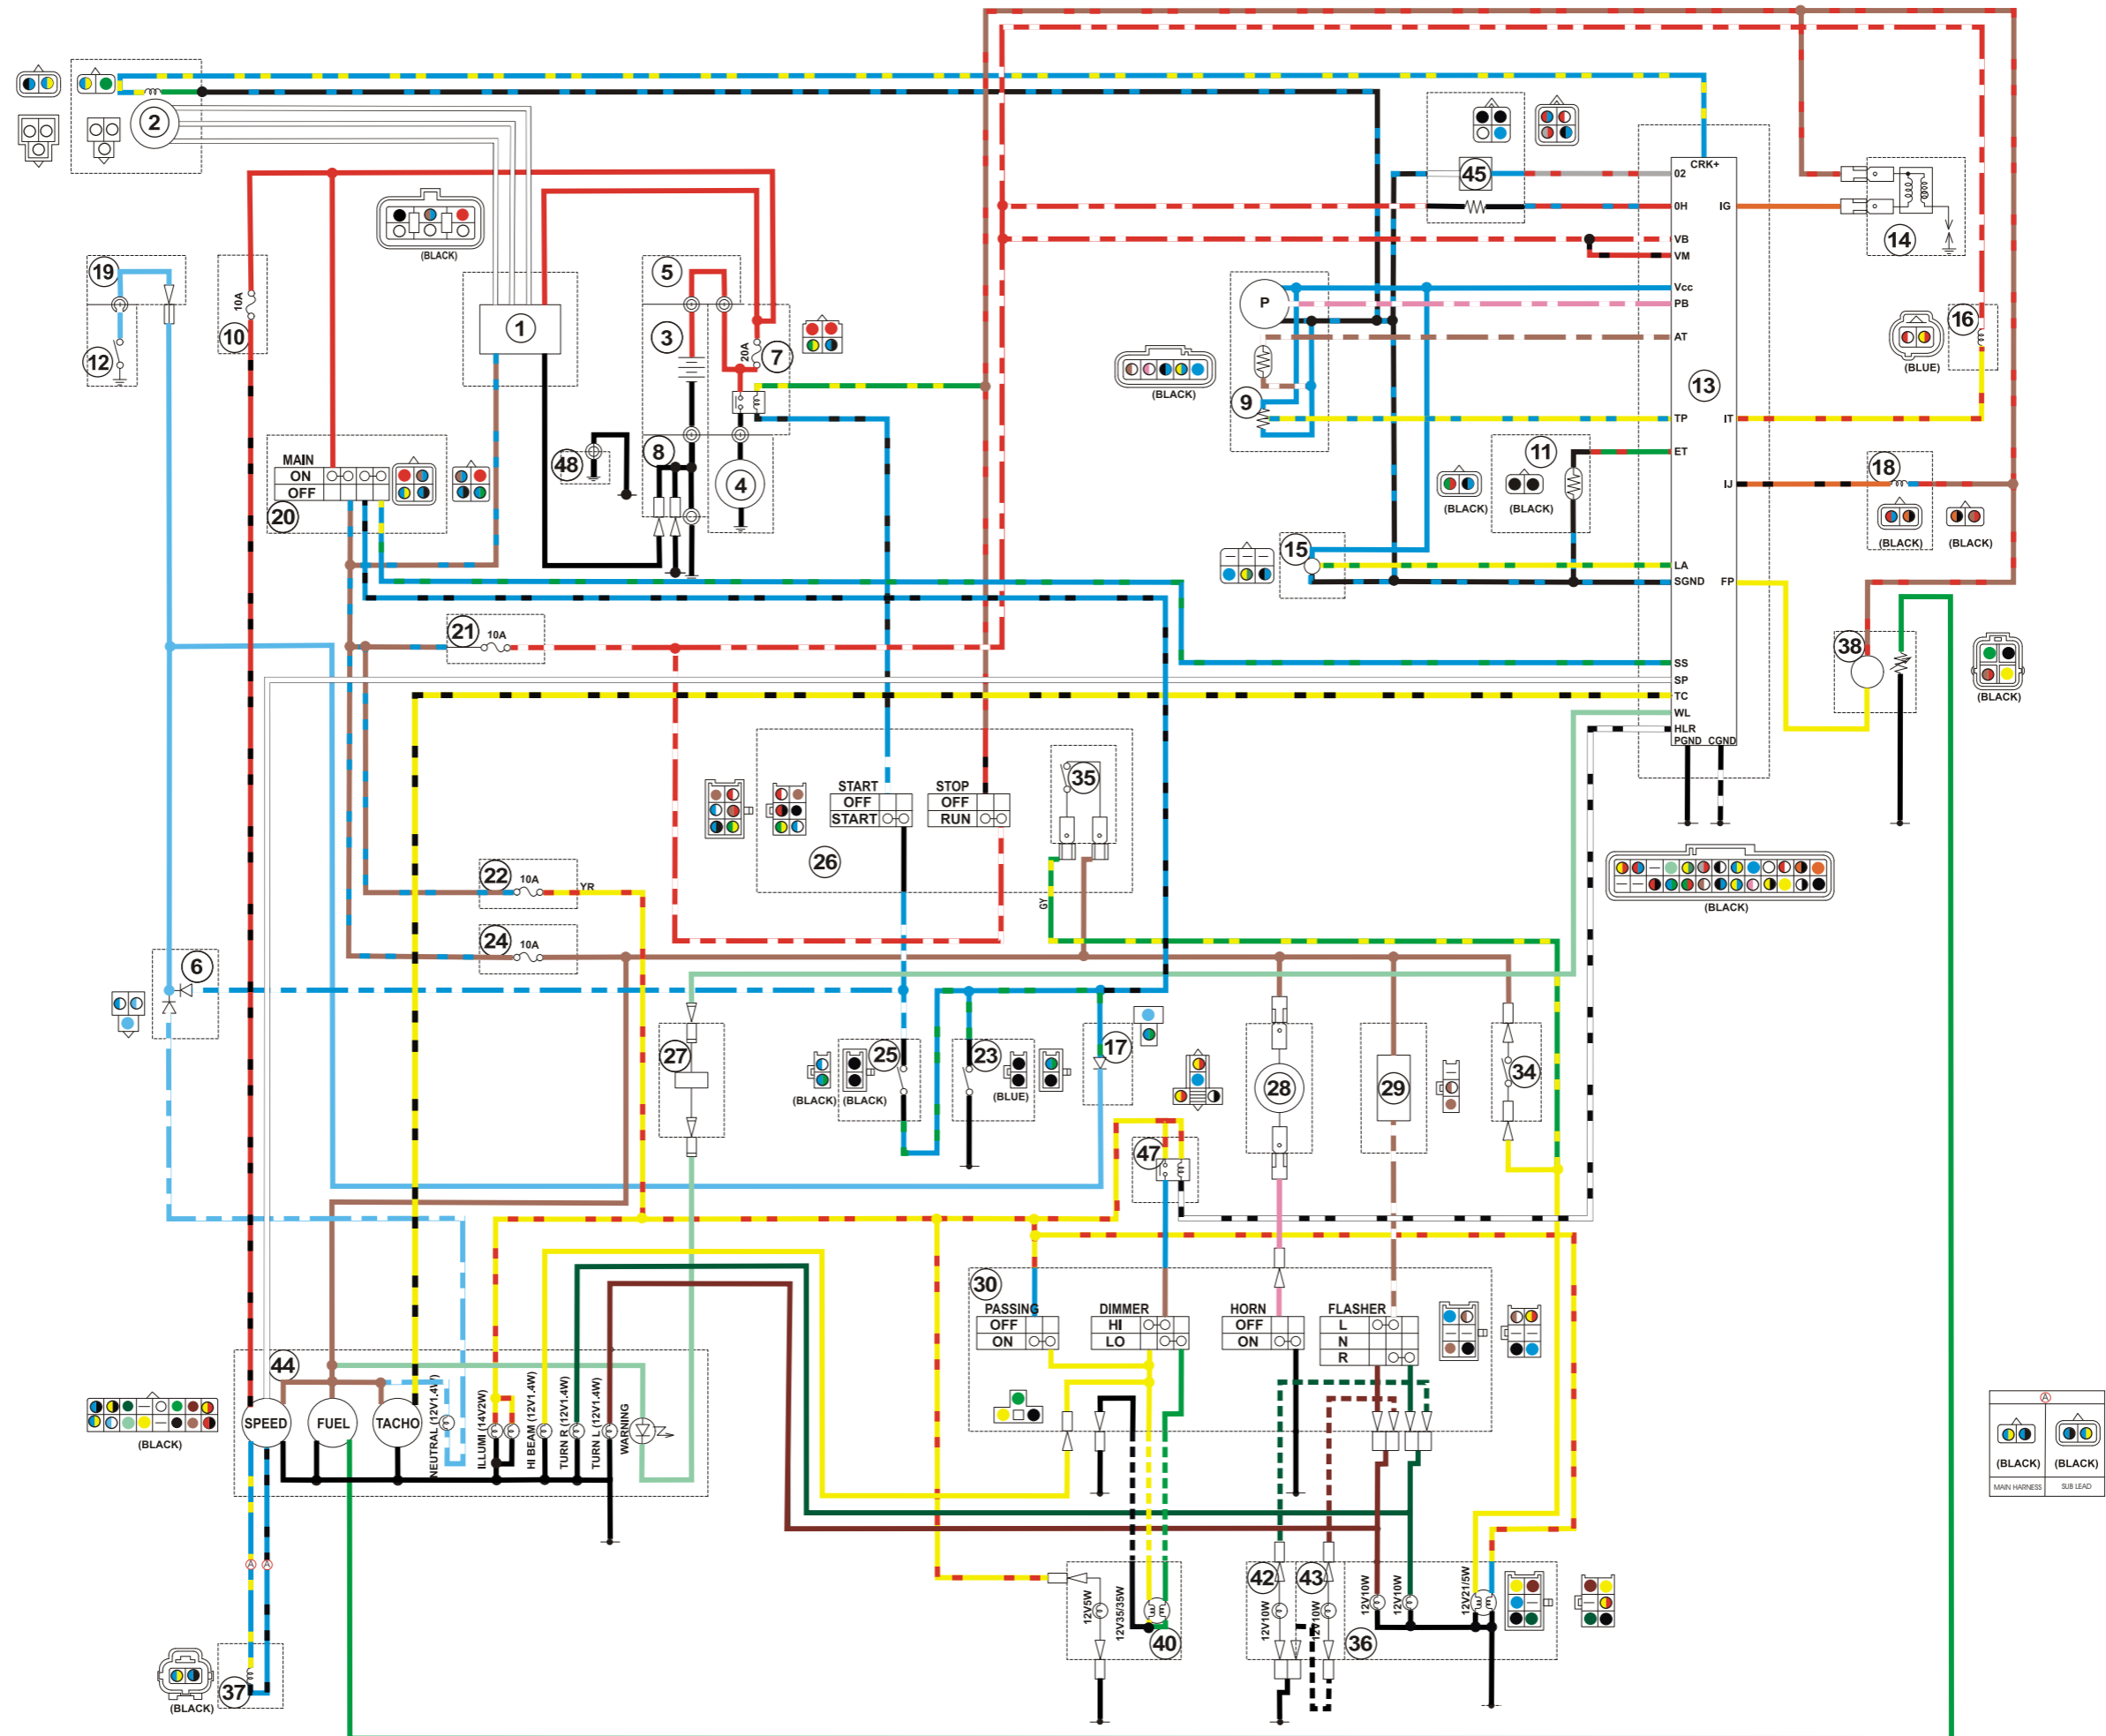 CRK+
2
02
45
0H
IG
VB
14
VM
(BLACK)
19
5
Vcc
P
PB
16
10A
1
3
20A
7
AT
10
12
13
(BLUE)
(BLACK)
9
TP
IT
8
11
ET
48
MAIN
ON
OFF
4
18
IJ
20
(BLACK)
(BLACK)
(BLACK)
(BLACK)
15
LA
SGND
FP
21
10A
38
SS
SP
TC
(BLACK)
WL
HLR
PGND
CGND
35
START
OFF
START
STOP
OFF
RUN
26
22
10A
YR
GY
(BLACK)
24
10A
6
27
25
23
17
28
29
34
(BLACK)
(BLACK)
(BLUE)
47
30
PASSING
OFF
ON
DIMMER
HI
LO
HORN
OFF
ON
FLASHER
L
N
R
44
SPEED
FUEL
TACHO
NEUTRAL (12V1.4W)
ILLUMI (14V2W)
HI BEAM (12V1.4W)
TURN R (12V1.4W)
TURN L (12V1.4W)
WARNING
(BLACK)
A
(BLACK)
(BLACK)
MAIN HARNESS
SUB LEAD
A
A
12V5W
12V35/35W
40
42
12V10W
43
12V10W
12V10W
12V10W
12V21/5W
36
37
(BLACK)